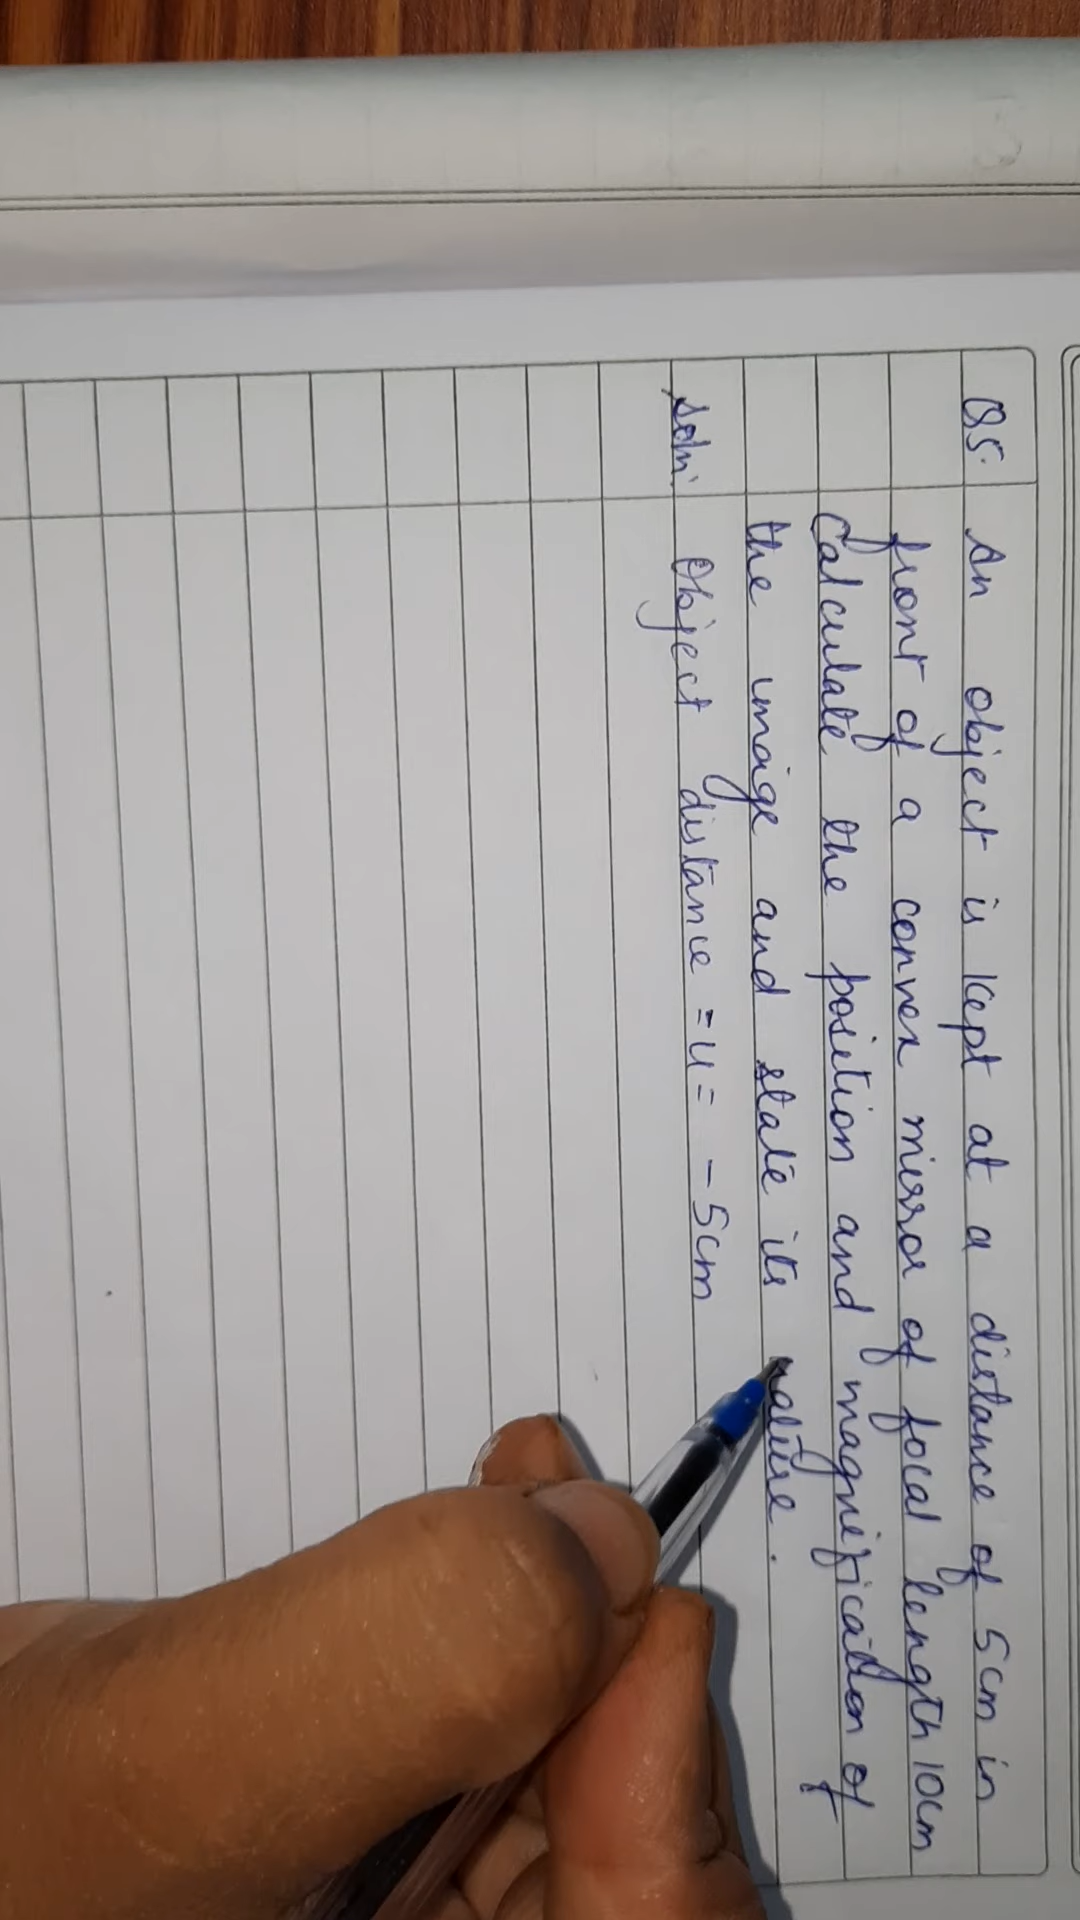 Q5. An object is kept at a distance of 5cm in
front of a convex mirror of focal length 10cm
Calculate the position and magnification of
the image and state its nature.
Soln. Object distance = u = - 5cm